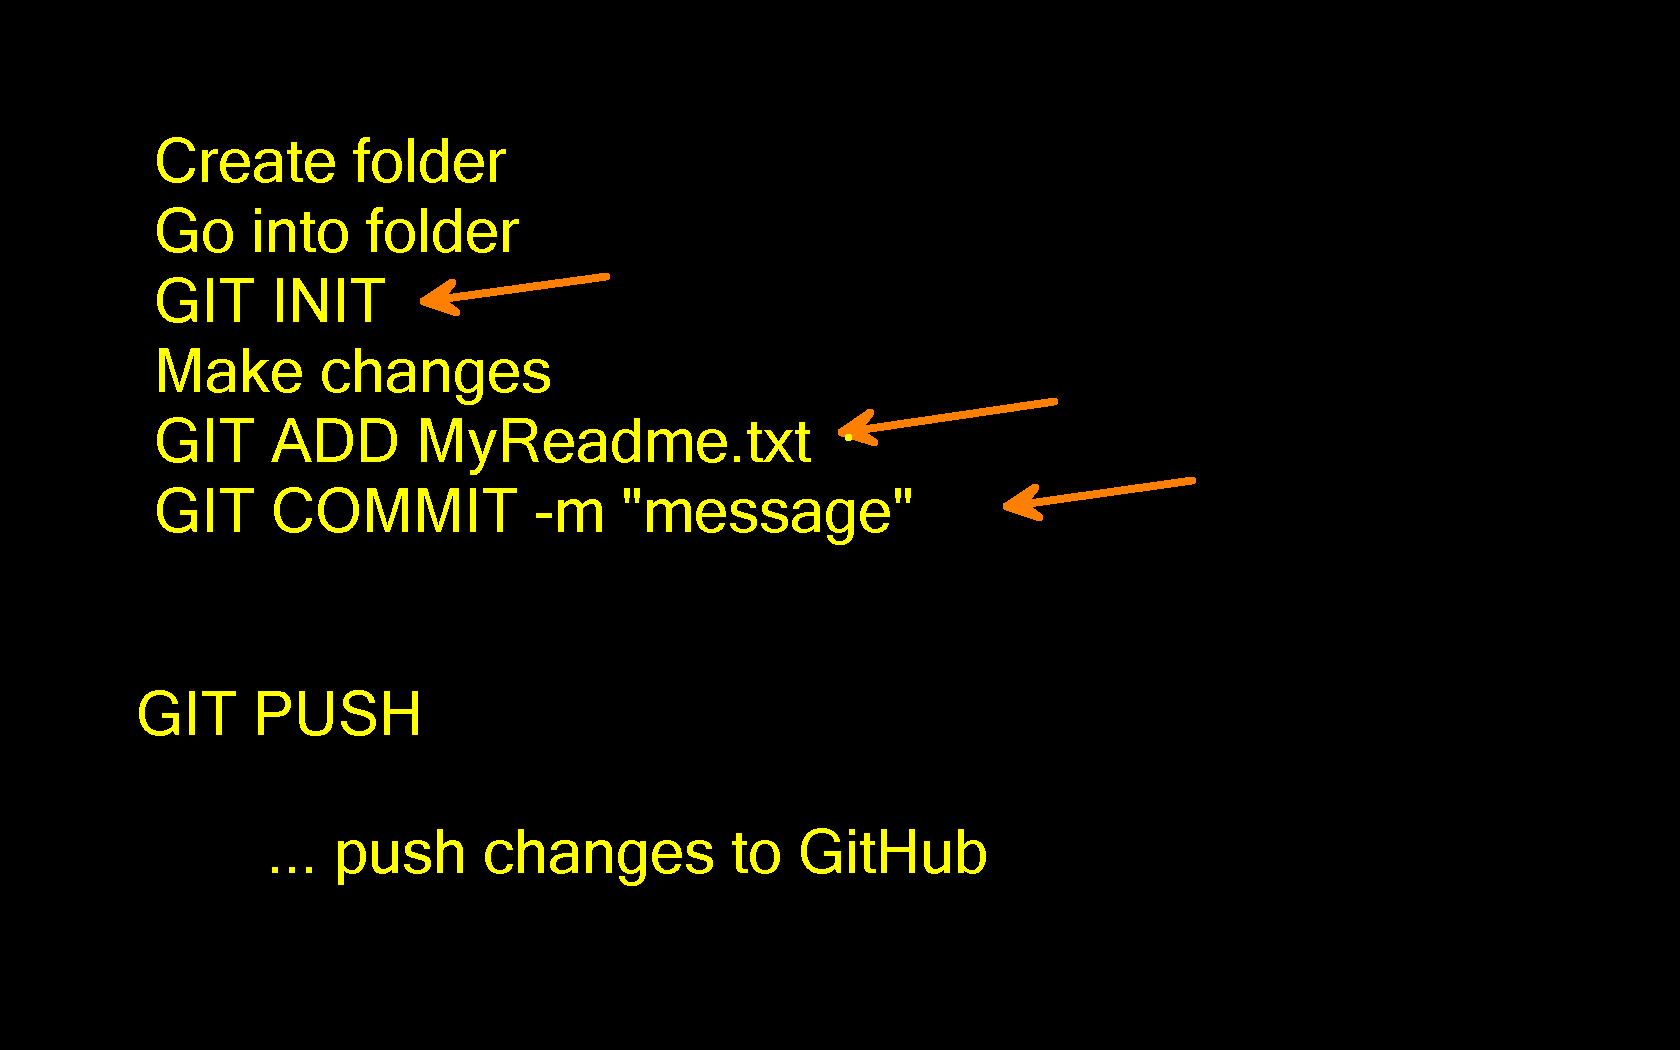 Create folder
Go into folder
GIT INIT
Make changes
GIT ADD MyReadme.txt
GIT COMMIT -m "message"
GIT PUSH
... push changes to GitHub